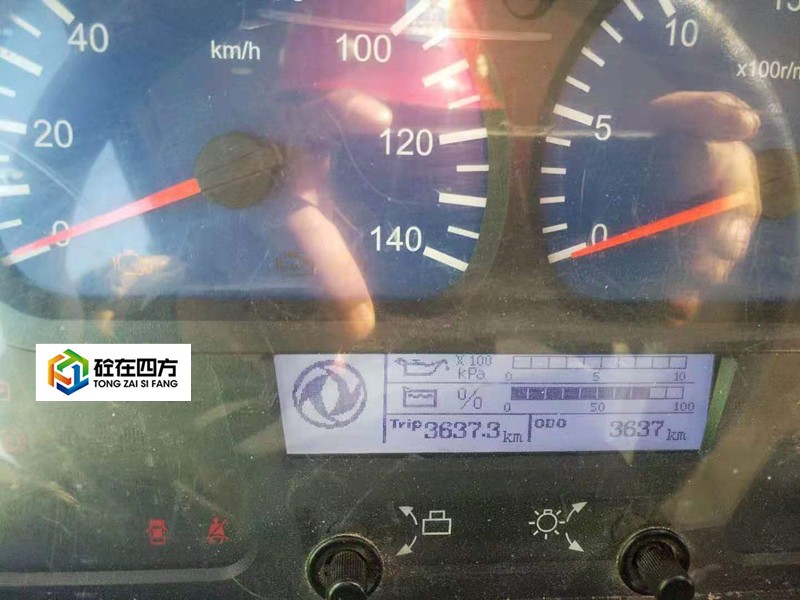 40
km/h
100
20
120
0
140
10
15
x100r/m
5
0
砼在四方
TONG ZAI SI FANG
X 100
kPa
0 5 10
%
0 50 100
Trip 3637.3 km
ODO 3637 km